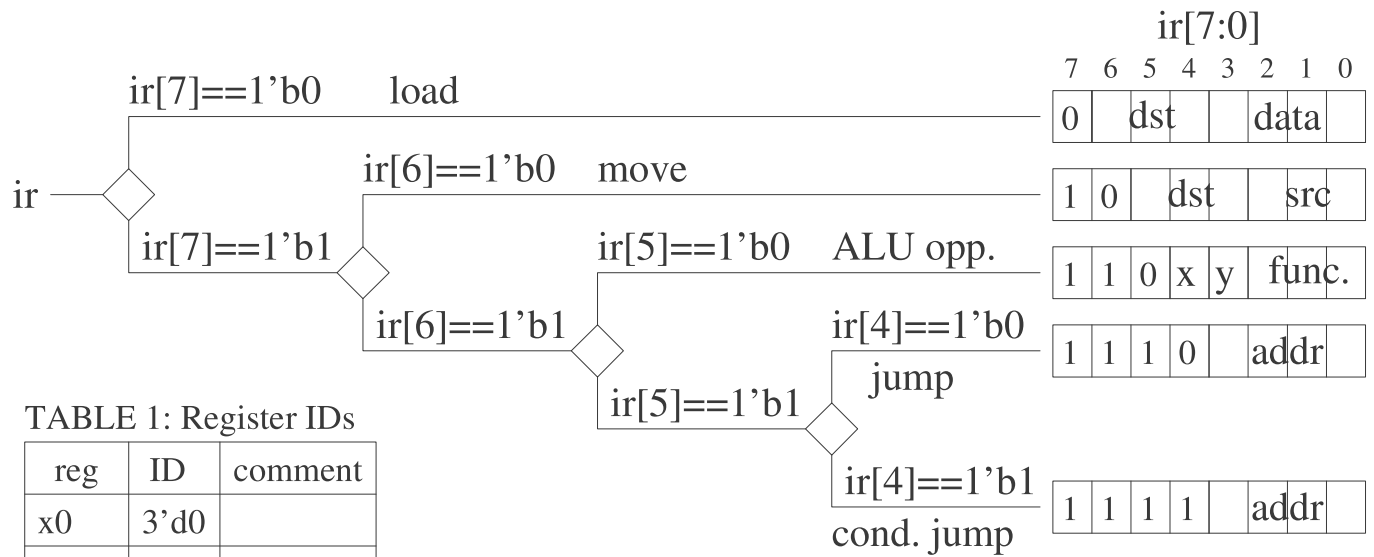 ir[7:0]
7 6 5 4 3 2 1 0
ir[7]==1’b0 load
0 dst data
ir[6]==1’b0 move
1 0 dst src
ir
ir[7]==1’b1
ir[5]==1’b0 ALU opp.
1 1 0 x y func.
ir[6]==1’b1
ir[4]==1’b0
1 1 1 0 addr
jump
ir[5]==1’b1
TABLE 1: Register IDs
reg ID comment
ir[4]==1’b1
1 1 1 1 addr
x0 3’d0
cond. jump